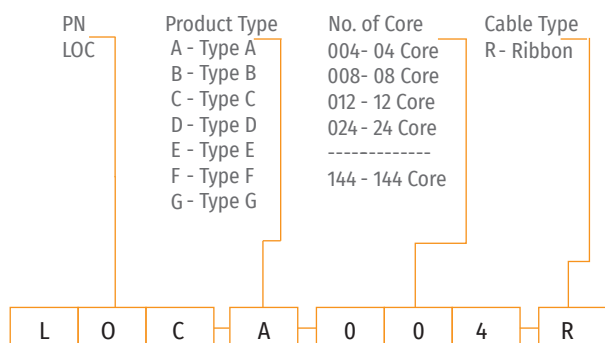 PN
LOC
Product Type
A - Type A
B - Type B
C - Type C
D - Type D
E - Type E
F - Type F
G - Type G
No. of Core
004- 04 Core
008- 08 Core
012 - 12 Core
024 - 24 Core
-------------
144 - 144 Core
Cable Type
R - Ribbon
L O C - A - 0 0 4 - R